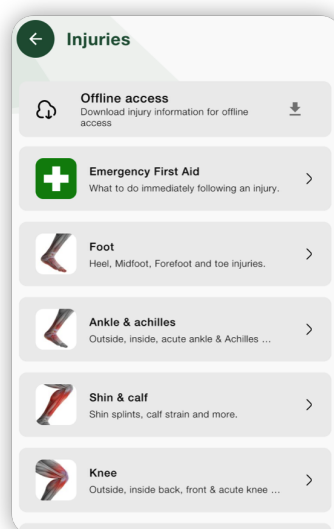 Injuries
Offline access
Download injury information for offline
access
Emergency First Aid
What to do immediately following an injury.
Foot
Heel, Midfoot, Forefoot and toe injuries.
Ankle & achilles
Outside, inside, acute ankle & Achilles ...
Shin & calf
Shin splints, calf strain and more.
Knee
Outside, inside back, front & acute knee ...